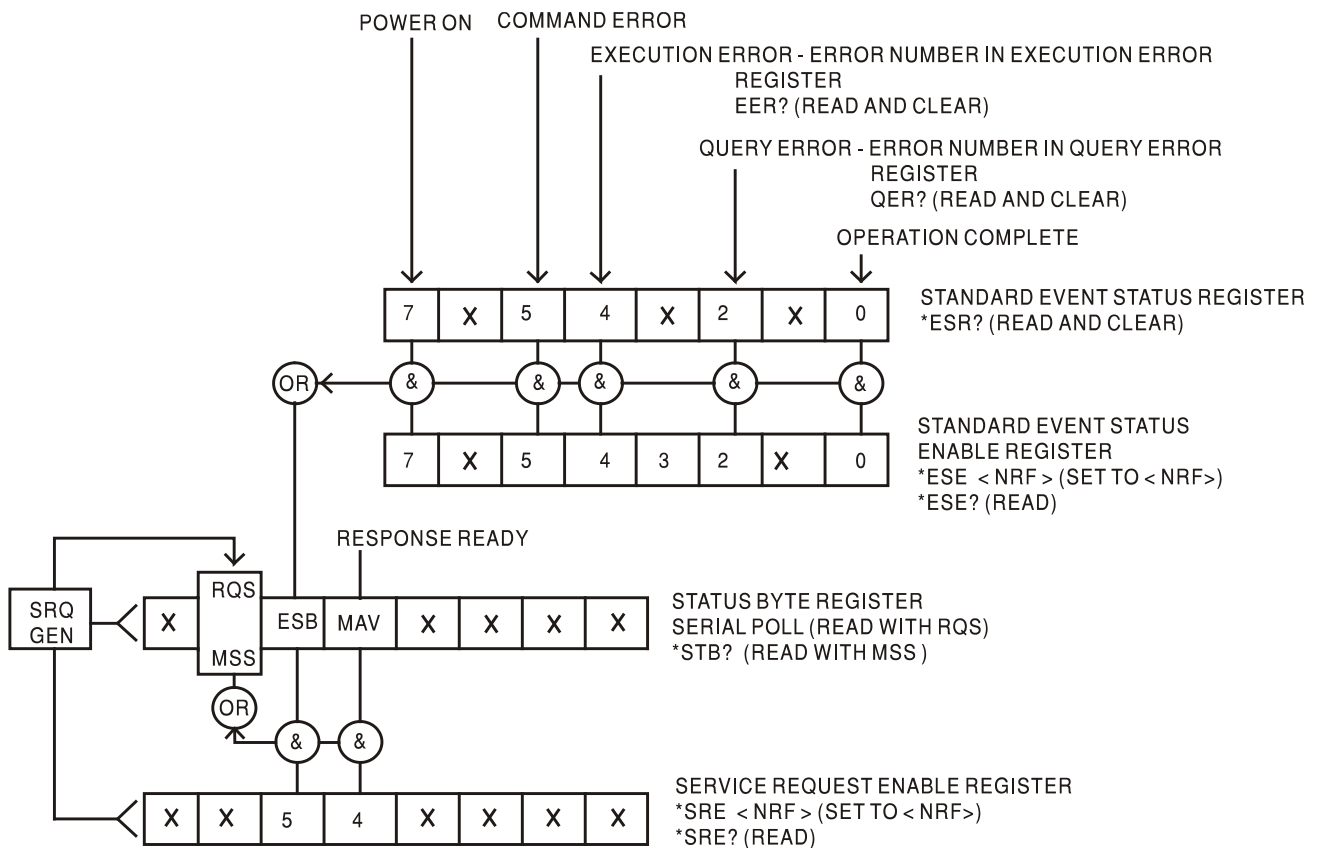 POWER ON COMMAND ERROR
EXECUTION ERROR - ERROR NUMBER IN EXECUTION ERROR
REGISTER
EER? (READ AND CLEAR)
QUERY ERROR - ERROR NUMBER IN QUERY ERROR
REGISTER
QER? (READ AND CLEAR)
OPERATION COMPLETE
7 X 5 4 X 2 X 0
STANDARD EVENT STATUS REGISTER
*ESR? (READ AND CLEAR)
OR & & & & &
7 X 5 4 3 2 X 0
STANDARD EVENT STATUS
ENABLE REGISTER
*ESE < NRF > (SET TO < NRF>)
*ESE? (READ)
RESPONSE READY
SRQ
GEN
X RQS MSS ESB MAV X X X X
STATUS BYTE REGISTER
SERIAL POLL (READ WITH RQS)
*STB? (READ WITH MSS )
OR
& &
X X 5 4 X X X X
SERVICE REQUEST ENABLE REGISTER
*SRE < NRF > (SET TO < NRF>)
*SRE? (READ)